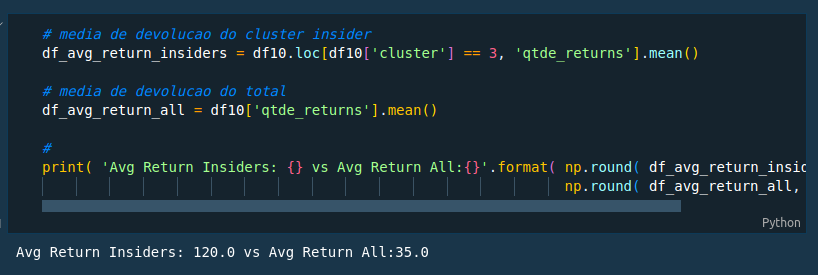 # media de devolucao do cluster insider
df_avg_return_insiders = df10.loc[df10['cluster'] == 3, 'qtde_returns'].mean()
# media de devolucao do total
df_avg_return_all = df10['qtde_returns'].mean()
#
print( 'Avg Return Insiders: {} vs Avg Return All:{}'.format( np.round( df_avg_return_insid
np.round( df_avg_return_all,
Python
Avg Return Insiders: 120.0 vs Avg Return All:35.0